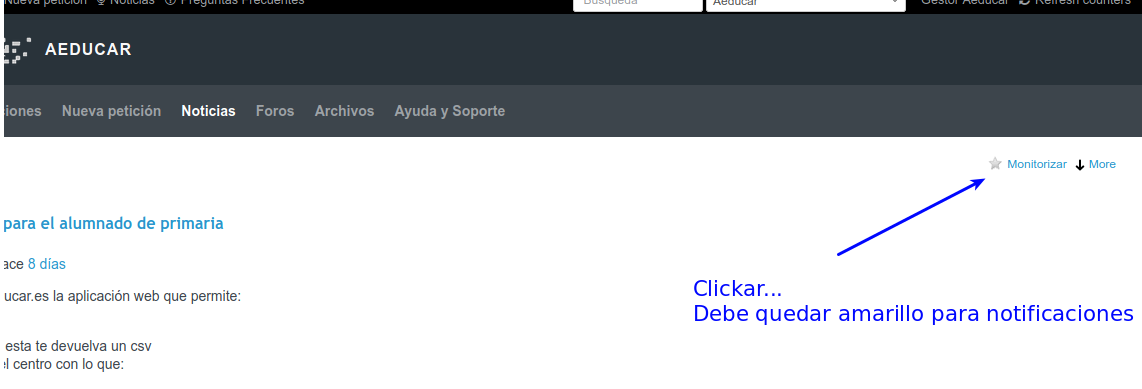 Nueva petición Noticias Preguntas Frecuentes Búsqueda Aeducar Gestor Aeducar Refresh counters
AEDUCAR
ciones Nueva petición Noticias Foros Archivos Ayuda y Soporte
Monitorizar More
para el alumnado de primaria
ace 8 días
ucar.es la aplicación web que permite:
Clickar...
Debe quedar amarillo para notificaciones
esta te devuelva un csv
el centro con lo que: